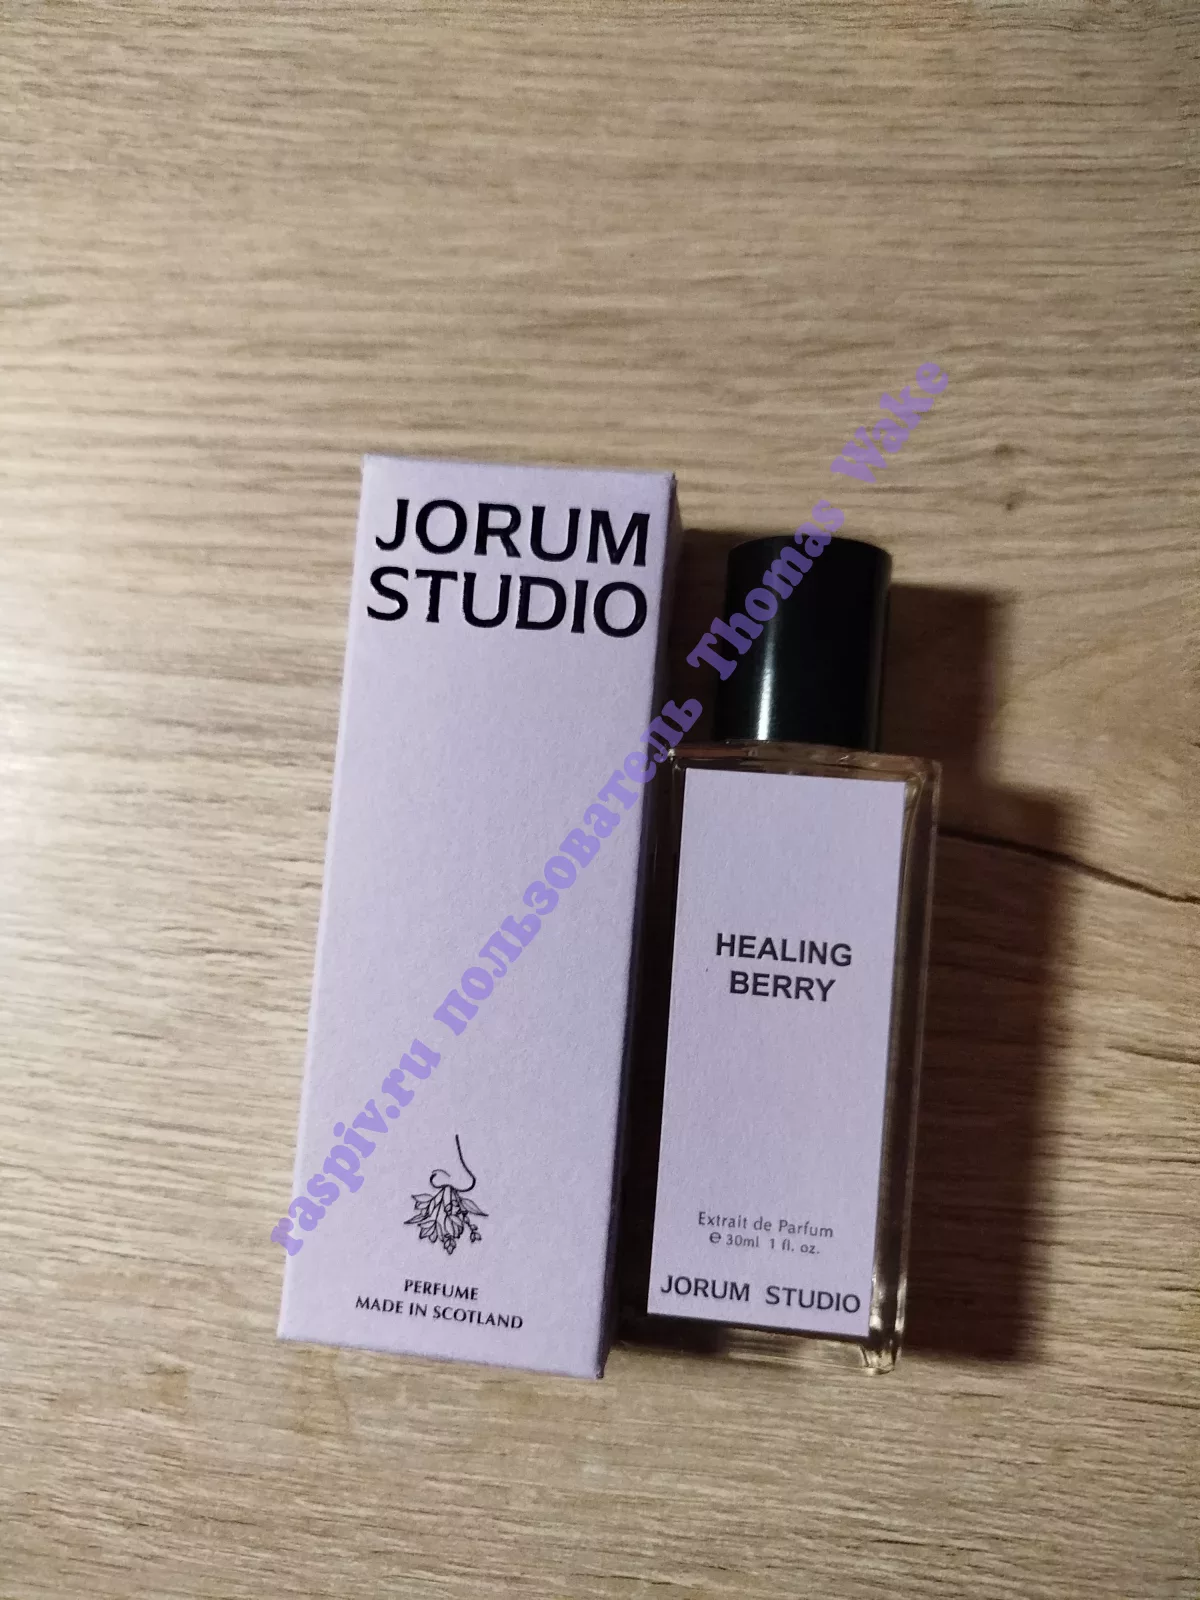 JORUM
STUDIO
PERFUME
MADE IN SCOTLAND
HEALING
BERRY
Extrait de Parfum
℮ 30ml 1 fl. oz.
JORUM STUDIO
raspiv.ru пользователь Thomas Wake